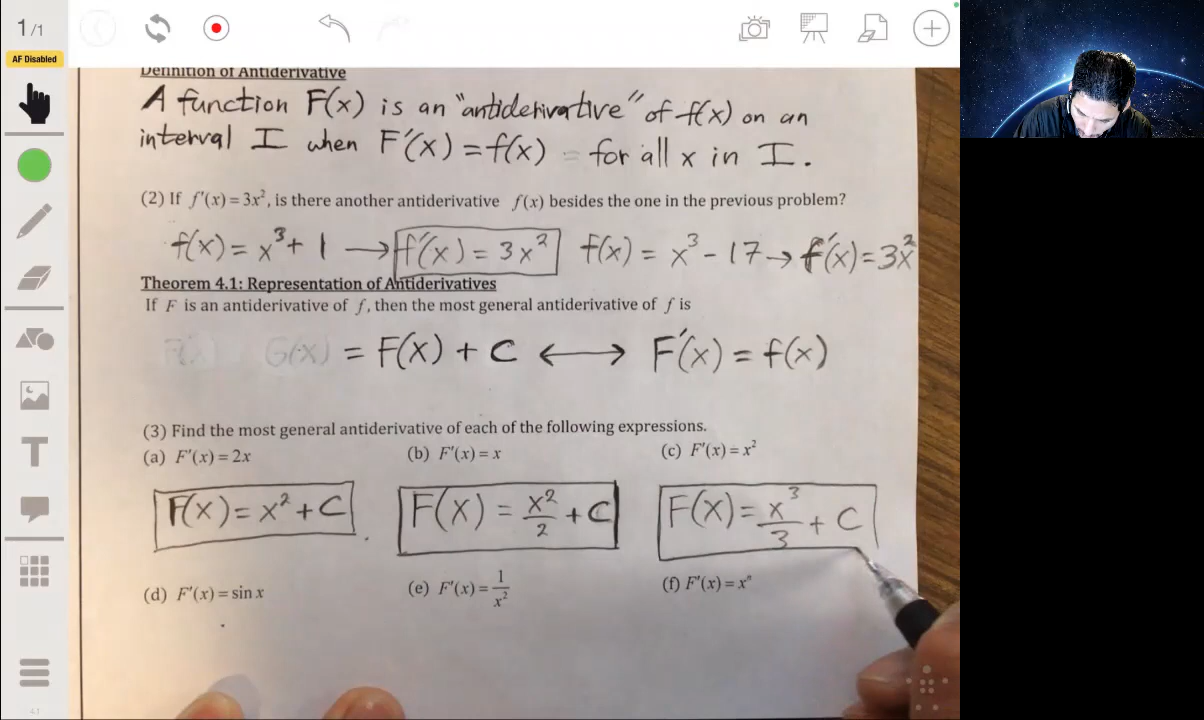 1/1
AF Disabled
Definition of Antiderivative
A function F(x) is an "antiderivative" of f(x) on an
interval I when F'(x) = f(x) = for all x in I.
(2) If f'(x) = 3x², is there another antiderivative f(x) besides the one in the previous problem?
f(x) = x³ + 1 → f'(x) = 3x² f(x) = x³ - 17 → f'(x) = 3x²
Theorem 4.1: Representation of Antiderivatives
If F is an antiderivative of f, then the most general antiderivative of f is
G(x) = F(x) + C ↔ F'(x) = f(x)
(3) Find the most general antiderivative of each of the following expressions.
(a) F'(x) = 2x (b) F'(x) = x (c) F'(x) = x²
F(x) = x² + C F(x) = x²/2 + C F(x) = x³/3 + C
(d) F'(x) = sin x (e) F'(x) = 1/x² (f) F'(x) = xⁿ
T
4.1